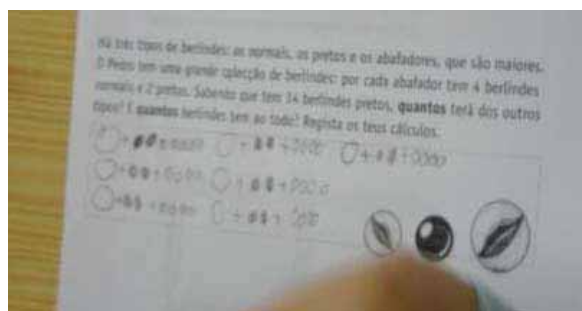 Há três tipos de berlindes: os normais, os pretos e os abafadores, que são maiores.
O Pedro tem uma grande colecção de berlindes: por cada abafador tem 4 berlindes
normais e 2 pretos. Sabendo que tem 14 berlindes pretos, quantos terá dos outros
tipos? E quantos berlindes tem ao todo? Regista os teus cálculos.